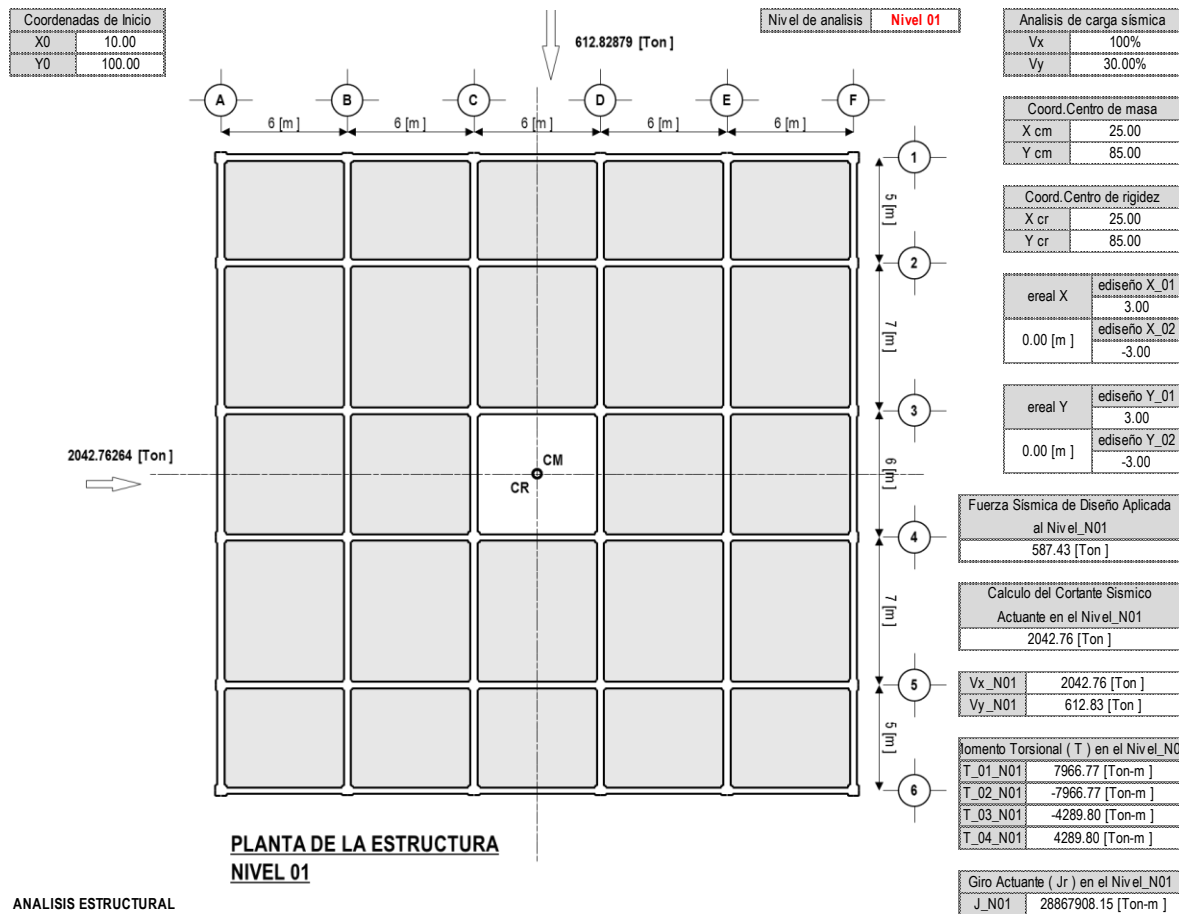 Coordenadas de Inicio
X0 10.00
Y0 100.00
612.82879 [Ton ]
Nivel de analisis Nivel 01
Analisis de carga sísmica
Vx 100%
Vy 30.00%
A B C D E F
6 [m ] 6 [m ] 6 [m ] 6 [m ] 6 [m ]
Coord.Centro de masa
X cm 25.00
Y cm 85.00
1
5 [m ]
Coord.Centro de rigidez
X cr 25.00
Y cr 85.00
2
7 [m ]
ereal X ediseño X_01
3.00
0.00 [m ] ediseño X_02
-3.00
3
ereal Y ediseño Y_01
3.00
0.00 [m ] ediseño Y_02
-3.00
2042.76264 [Ton ]
CM
CR
6 [m ]
4
Fuerza Sísmica de Diseño Aplicada
al Nivel_N01
587.43 [Ton ]
7 [m ]
Calculo del Cortante Sismico
Actuante en el Nivel_N01
2042.76 [Ton ]
5
Vx_N01 2042.76 [Ton ]
Vy_N01 612.83 [Ton ]
5 [m ]
6
Momento Torsional ( T ) en el Nivel_N0
T_01_N01 7966.77 [Ton-m ]
T_02_N01 -7966.77 [Ton-m ]
T_03_N01 -4289.80 [Ton-m ]
T_04_N01 4289.80 [Ton-m ]
PLANTA DE LA ESTRUCTURA
NIVEL 01
Giro Actuante ( Jr ) en el Nivel_N01
J_N01 28867908.15 [Ton-m ]
ANALISIS ESTRUCTURAL